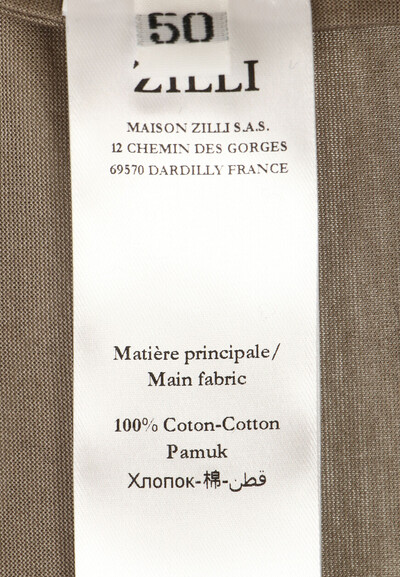 50
ZILLI
MAISON ZILLI S.A.S.
12 CHEMIN DES GORGES
69570 DARDILLY FRANCE
Matière principale/
Main fabric
100% Coton-Cotton
Pamuk
Хлопок-棉-قطن